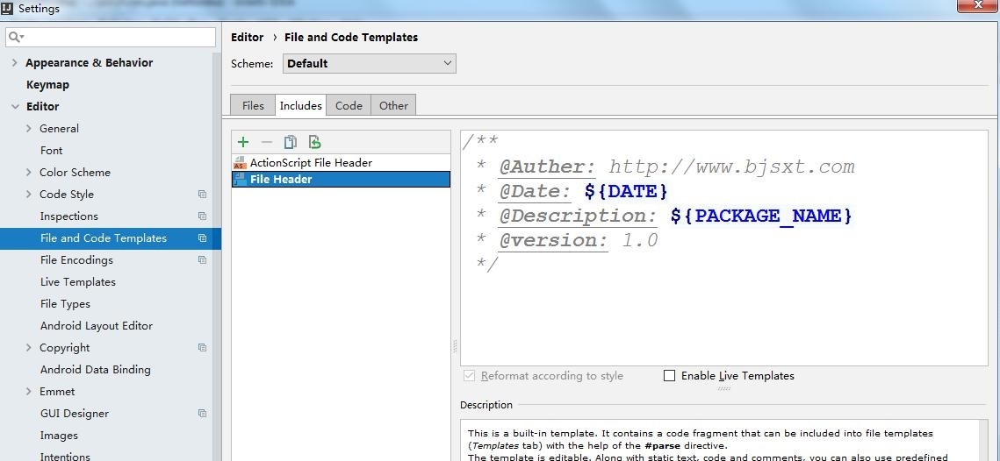 Settings
Editor › File and Code Templates
Scheme: Default
Files Includes Code Other
Appearance & Behavior
Keymap
Editor
General
Font
Color Scheme
Code Style
Inspections
File and Code Templates
File Encodings
Live Templates
File Types
Android Layout Editor
Copyright
Android Data Binding
Emmet
GUI Designer
Images
Intentions
ActionScript File Header
File Header
/**
* @Auther: http://www.bjsxt.com
* @Date: ${DATE}
* @Description: ${PACKAGE_NAME}
* @version: 1.0
*/
Reformat according to style Enable Live Templates
Description
This is a built-in template. It contains a code fragment that can be included into file templates
(Templates tab) with the help of the #parse directive.
The template is editable. Along with static text, code and comments, you can also use predefined